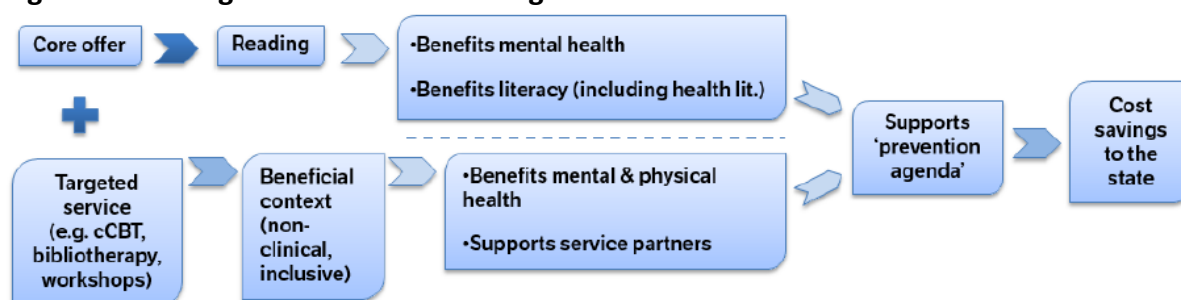 Core offer
Reading
•Benefits mental health
•Benefits literacy (including health lit.)
Supports
‘prevention
agenda’
Cost
savings
to the
state
Targeted
service
(e.g. cCBT,
bibliotherapy,
workshops)
Beneficial
context
(non-
clinical,
inclusive)
•Benefits mental & physical
health
•Supports service partners